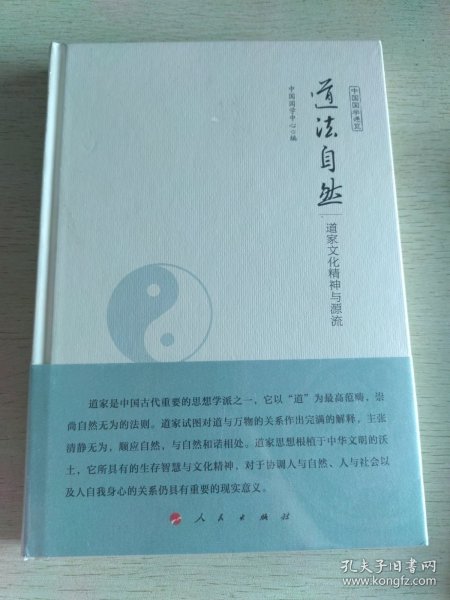 中国国学通览
道法自然
道家文化精神与源流
中国国学中心 编
道家是中国古代重要的思想学派之一，它以“道”为最高范畴，崇
尚自然无为的法则。道家试图对道与万物的关系作出完满的解释，主张
清静无为，顺应自然，与自然和谐相处。道家思想根植于中华文明的沃
土，它所具有的生存智慧与文化精神，对于协调人与自然、人与社会以
及人自我身心的关系仍具有重要的现实意义。
人民出版社
孔夫子旧书网
www.kongfz.com